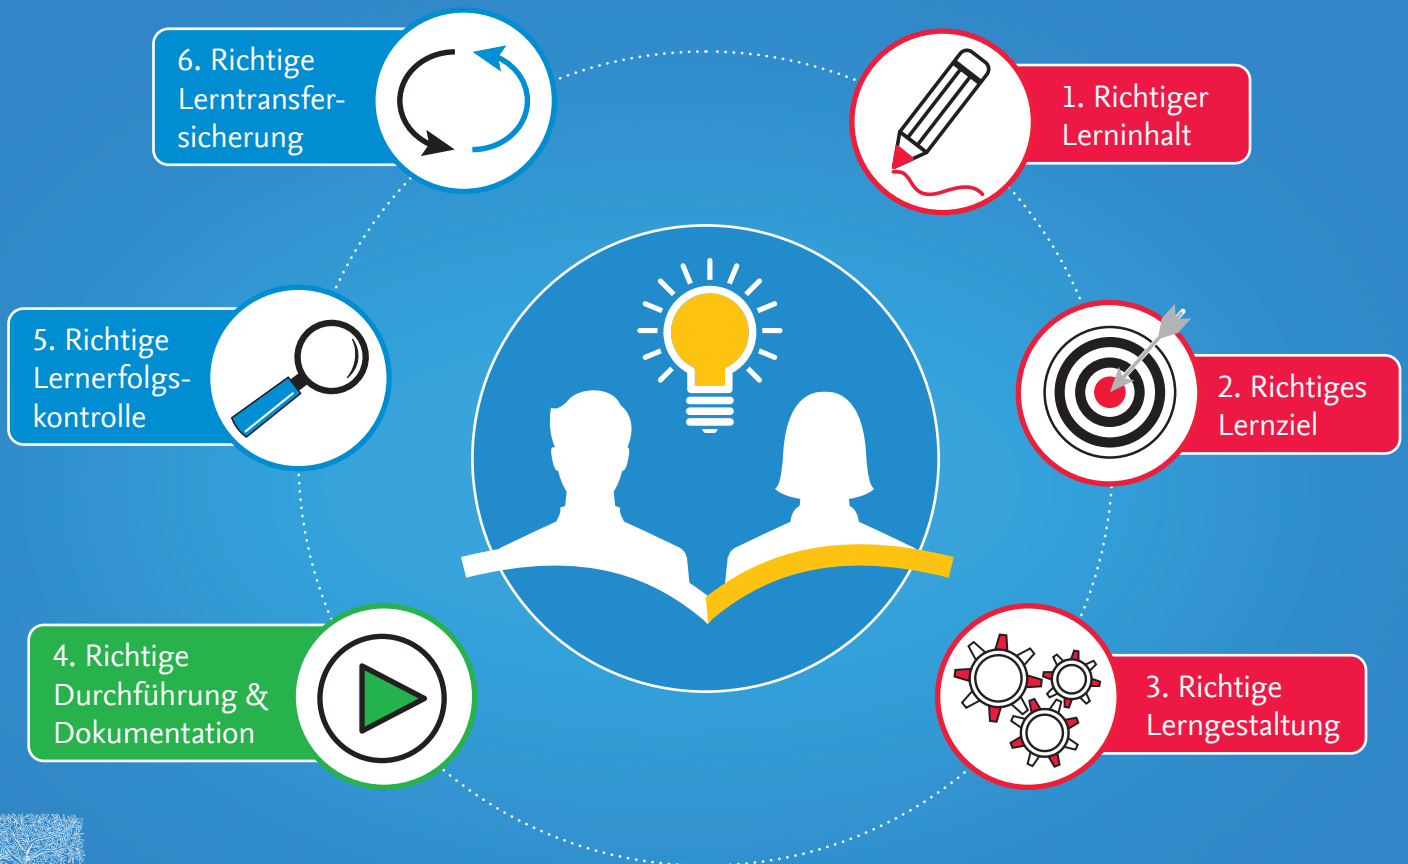 1. Richtiger
Lerninhalt
2. Richtiges
Lernziel
3. Richtige
Lerngestaltung
4. Richtige
Durchführung &
Dokumentation
5. Richtige
Lernerfolgs-
kontrolle
6. Richtige
Lerntransfer-
sicherung